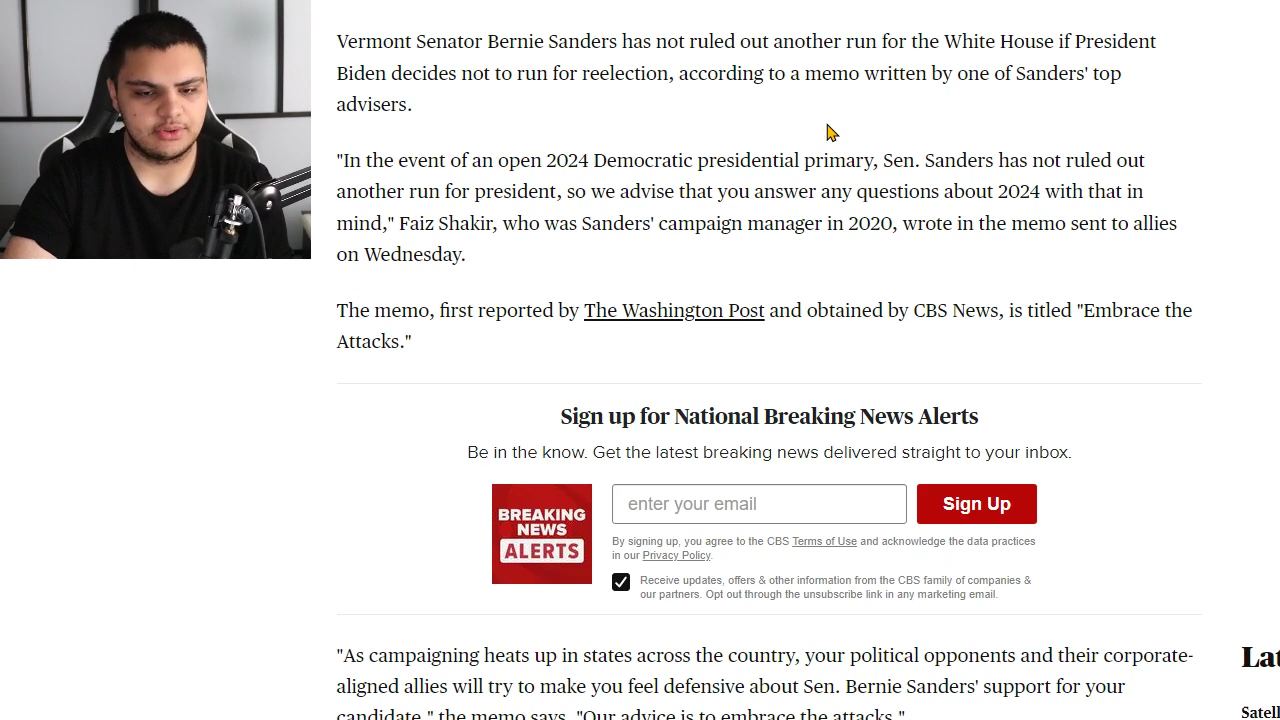 Vermont Senator Bernie Sanders has not ruled out another run for the White House if President
Biden decides not to run for reelection, according to a memo written by one of Sanders' top
advisers.
"In the event of an open 2024 Democratic presidential primary, Sen. Sanders has not ruled out
another run for president, so we advise that you answer any questions about 2024 with that in
mind," Faiz Shakir, who was Sanders' campaign manager in 2020, wrote in the memo sent to allies
on Wednesday.
The memo, first reported by The Washington Post and obtained by CBS News, is titled "Embrace the
Attacks."
Sign up for National Breaking News Alerts
Be in the know. Get the latest breaking news delivered straight to your inbox.
BREAKING
NEWS
ALERTS
enter your email
Sign Up
By signing up, you agree to the CBS Terms of Use and acknowledge the data practices
in our Privacy Policy.
Receive updates, offers & other information from the CBS family of companies &
our partners. Opt out through the unsubscribe link in any marketing email.
"As campaigning heats up in states across the country, your political opponents and their corporate-
aligned allies will try to make you feel defensive about Sen. Bernie Sanders' support for your
candidate," the memo says. "Our advice is to embrace the attacks."
Lat
Satell